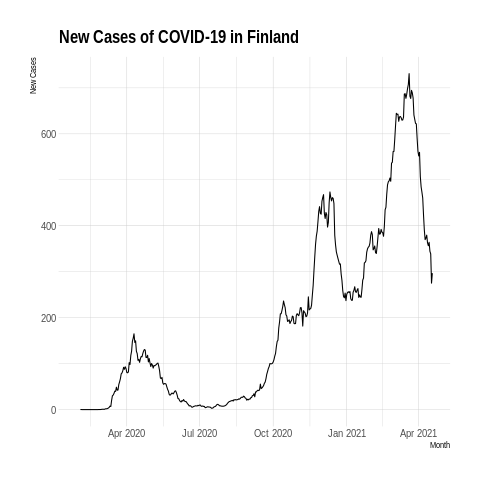 New Cases of COVID-19 in Finland
New Cases
600
400
200
0
Apr 2020
Jul 2020
Oct 2020
Jan 2021
Apr 2021
Month